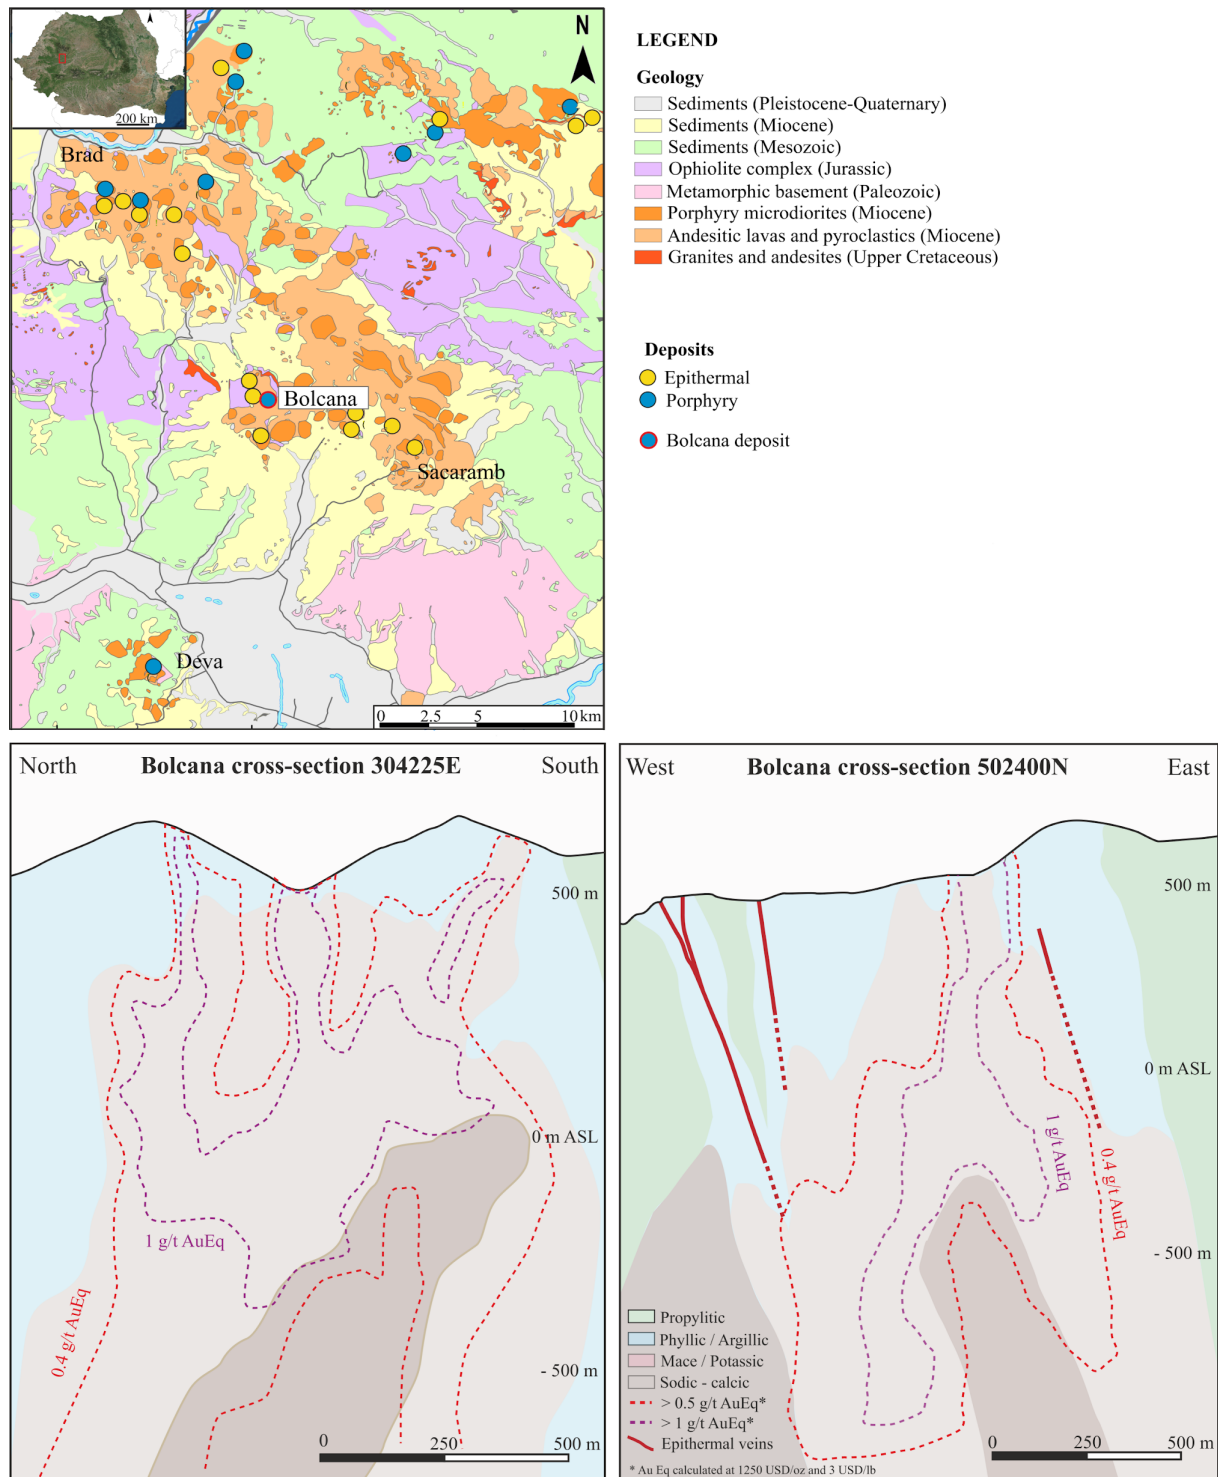 200 km
N
Brad
Bolcana
Sacaramb
Deva
0 2.5 5 10 km
LEGEND
Geology
Sediments (Pleistocene-Quaternary)
Sediments (Miocene)
Sediments (Mesozoic)
Ophiolite complex (Jurassic)
Metamorphic basement (Paleozoic)
Porphyry microdiorites (Miocene)
Andesitic lavas and pyroclastics (Miocene)
Granites and andesites (Upper Cretaceous)
Deposits
Epithermal
Porphyry
Bolcana deposit
North Bolcana cross-section 304225E South
500 m
0 m ASL
1 g/t AuEq
0.4 g/t AuEq
- 500 m
0 250 500 m
West Bolcana cross-section 502400N East
500 m
0 m ASL
1 g/t AuEq
0.4 g/t AuEq
- 500 m
Propylitic
Phyllic / Argillic
Mace / Potassic
Sodic - calcic
> 0.5 g/t AuEq*
> 1 g/t AuEq*
Epithermal veins
* Au Eq calculated at 1250 USD/oz and 3 USD/lb
0 250 500 m